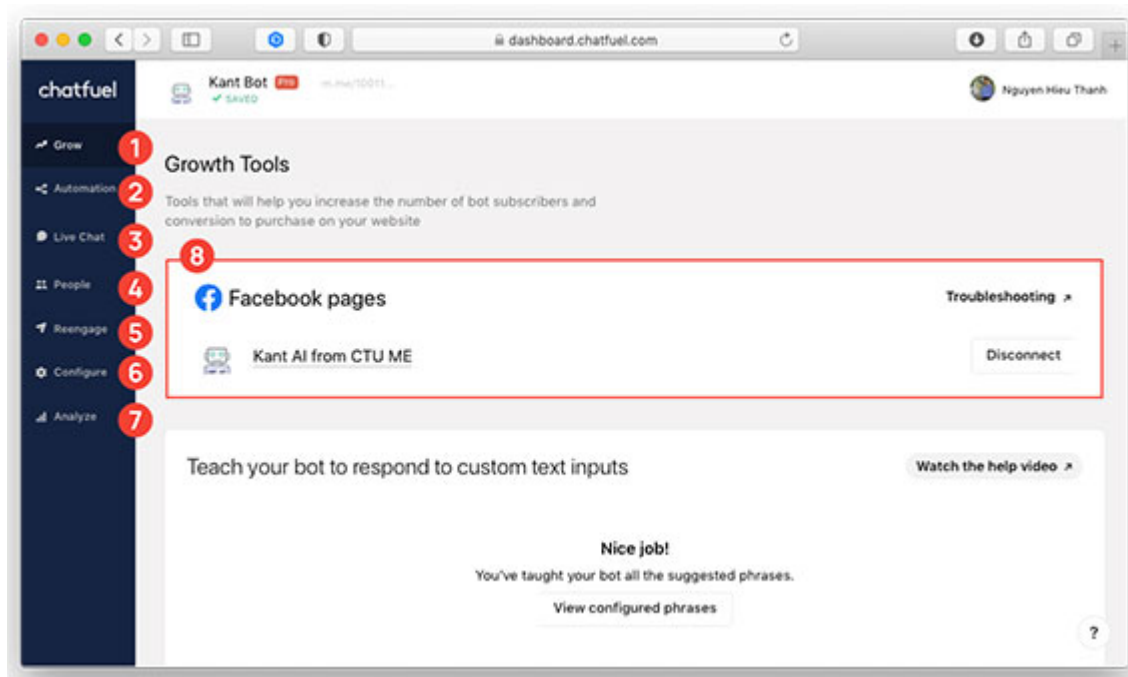 dashboard.chatfuel.com
chatfuel
Kant Bot PRO
SAVED
Nguyen Hieu Thanh
Grow 1
Automation 2
Live Chat 3
People 4
Reengage 5
Configure 6
Analyze 7
Growth Tools
Tools that will help you increase the number of bot subscribers and
conversion to purchase on your website
8
Facebook pages
Troubleshooting
Kant AI from CTU ME
Disconnect
Teach your bot to respond to custom text inputs
Watch the help video
Nice job!
You've taught your bot all the suggested phrases.
View configured phrases
?